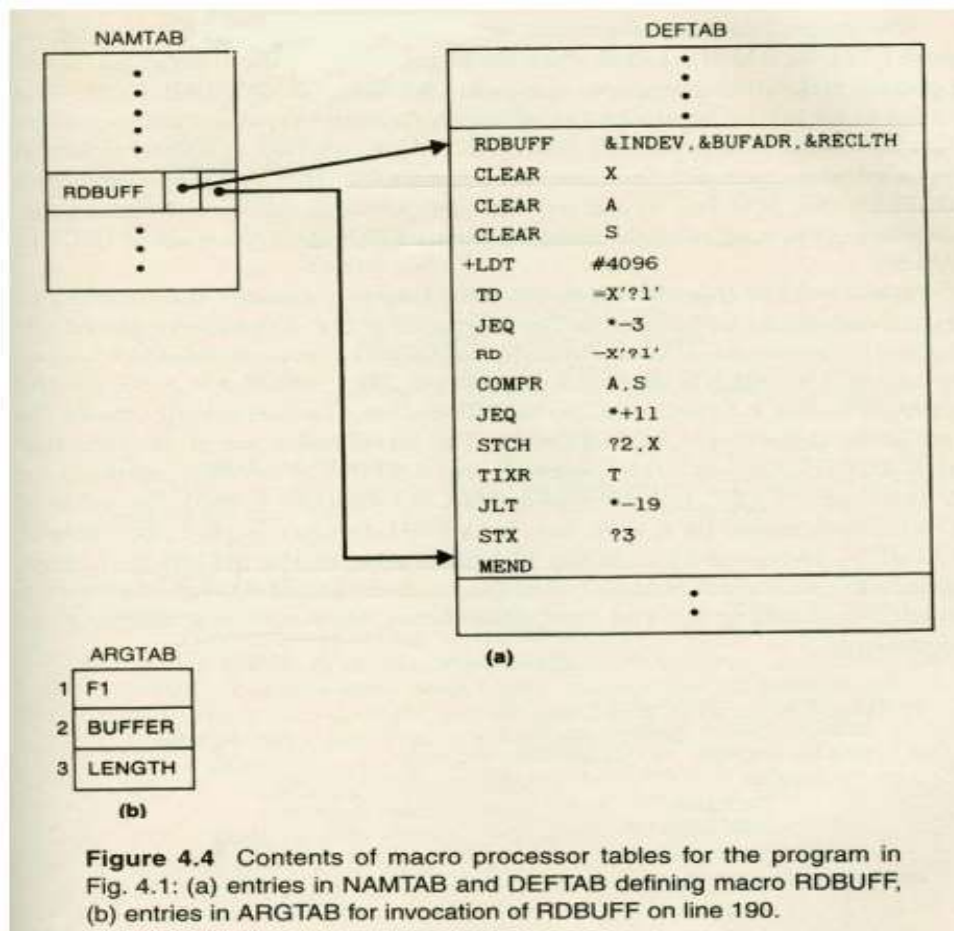 NAMTAB
RDBUFF
DEFTAB
RDBUFF &INDEV,&BUFADR,&RECLTH
CLEAR X
CLEAR A
CLEAR S
+LDT #4096
TD =X'?1'
JEQ *-3
RD =X'?1'
COMPR A,S
JEQ *+11
STCH ?2,X
TIXR T
JLT *-19
STX ?3
MEND
(a)
ARGTAB
1 F1
2 BUFFER
3 LENGTH
(b)
Figure 4.4 Contents of macro processor tables for the program in
Fig. 4.1: (a) entries in NAMTAB and DEFTAB defining macro RDBUFF,
(b) entries in ARGTAB for invocation of RDBUFF on line 190.